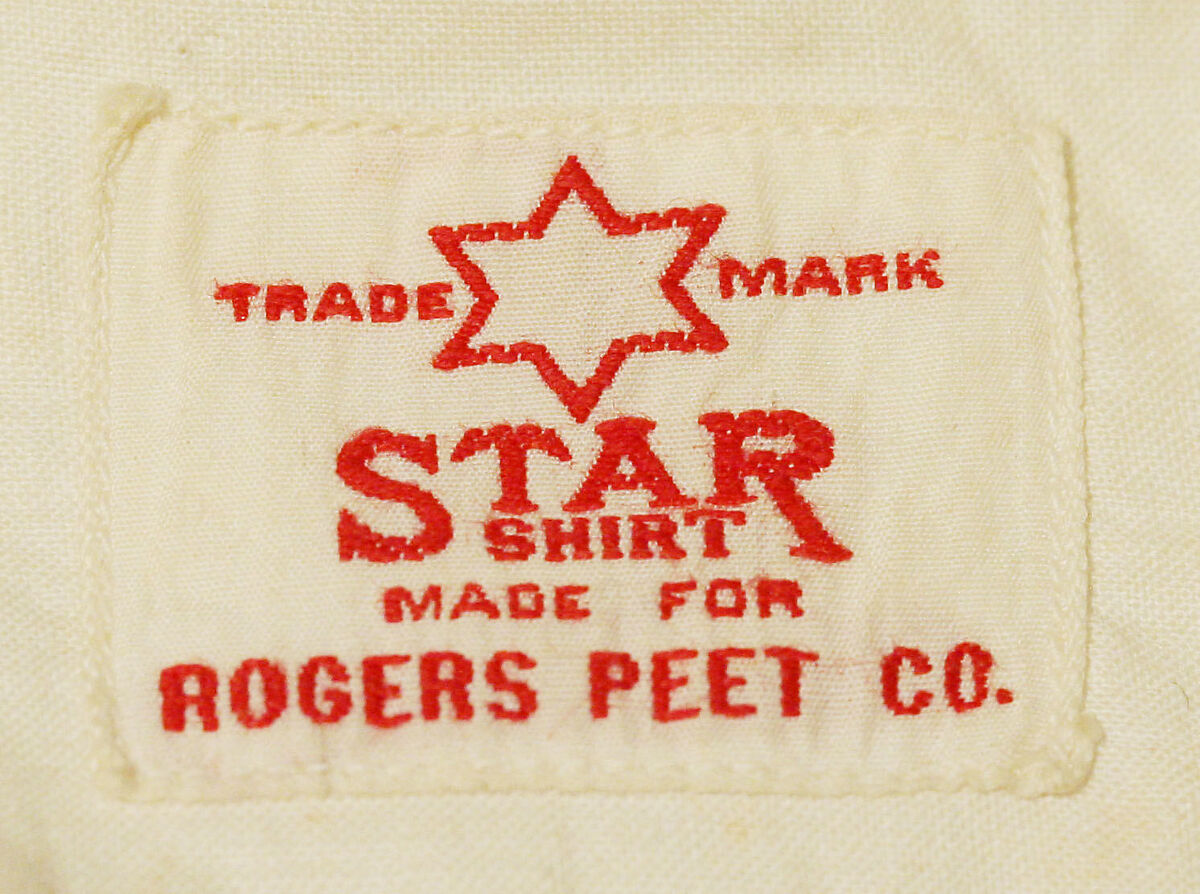 TRADE MARK
STAR
SHIRT
MADE FOR
ROGERS PEET CO.